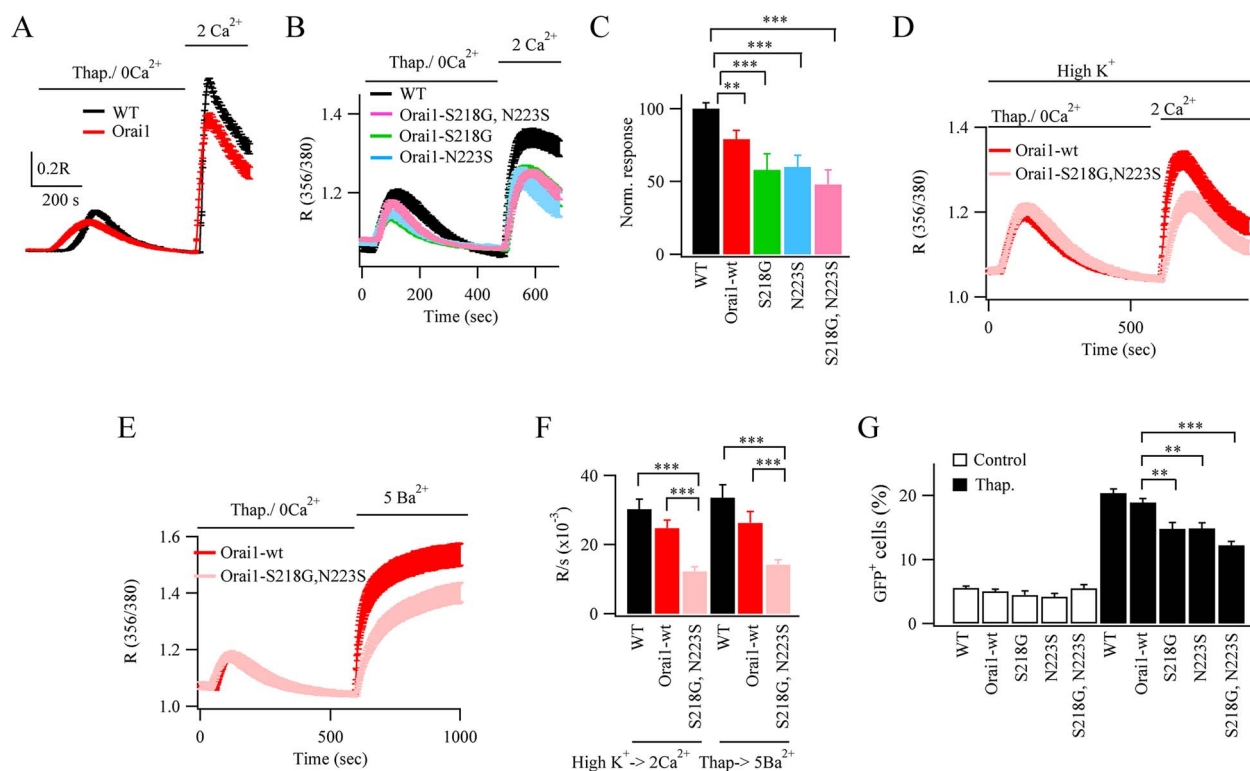 A
2 Ca²⁺
Thap./ 0Ca²⁺
WT
Orai1
0.2R
200 s
B
2 Ca²⁺
Thap./ 0Ca²⁺
WT
Orai1-S218G, N223S
Orai1-S218G
Orai1-N223S
1.4
1.2
R (356/380)
0
200
400
600
Time (sec)
C
***
***
***
**
100
50
0
Norm. response
WT
Orai1-wt
S218G
N223S
S218G, N223S
D
High K⁺
Thap./ 0Ca²⁺
2 Ca²⁺
Orai1-wt
Orai1-S218G,N223S
1.4
1.2
1.0
R (356/380)
0
500
Time (sec)
E
Thap./ 0Ca²⁺
5 Ba²⁺
Orai1-wt
Orai1-S218G,N223S
1.6
1.4
1.2
1.0
R (356/380)
0
500
1000
Time (sec)
F
***
***
***
***
40
20
0
R/s (x10⁻³)
WT
Orai1-wt
S218G, N223S
WT
Orai1-wt
S218G, N223S
High K⁺-> 2Ca²⁺
Thap-> 5Ba²⁺
G
Control
Thap.
***
**
**
20
10
0
GFP⁺ cells (%)
WT
Orai1-wt
S218G
N223S
S218G, N223S
WT
Orai1-wt
S218G
N223S
S218G, N223S